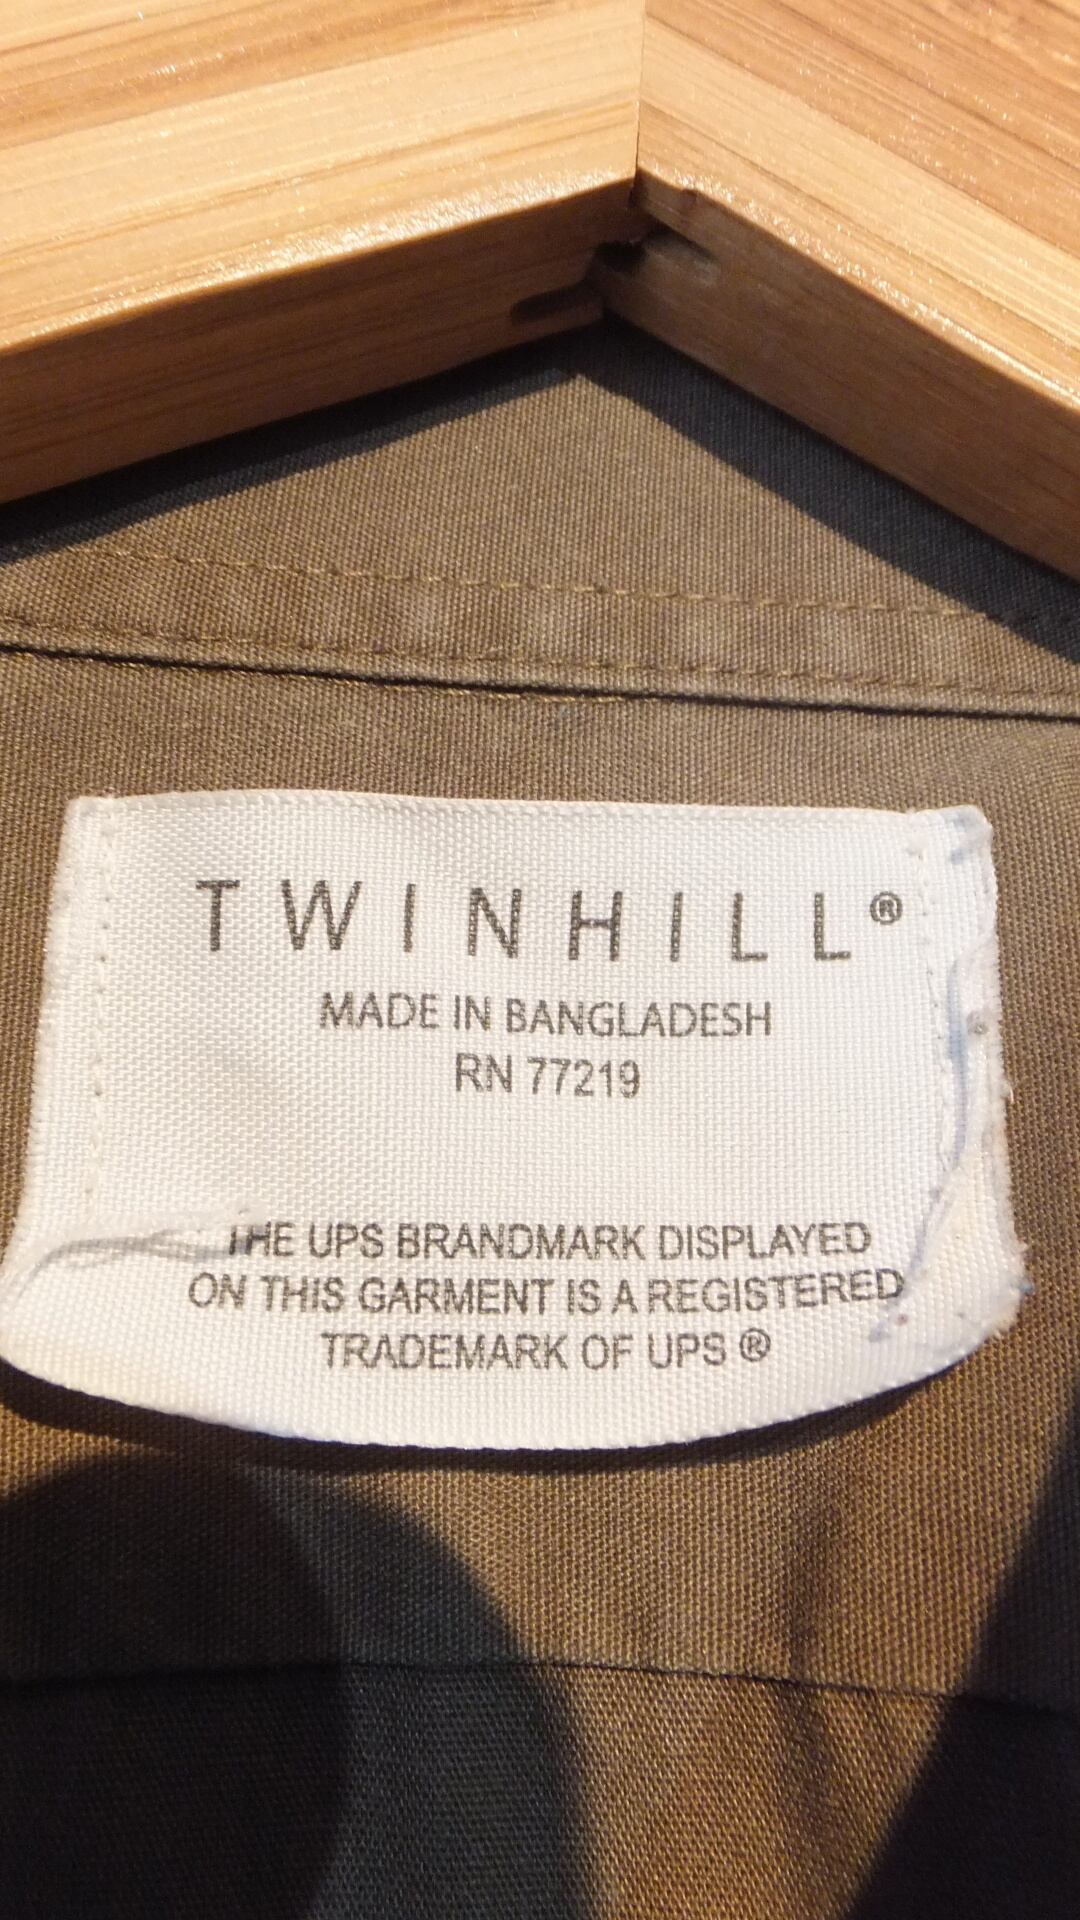 TWINHILL®
MADE IN BANGLADESH
RN 77219
THE UPS BRANDMARK DISPLAYED
ON THIS GARMENT IS A REGISTERED
TRADEMARK OF UPS ®